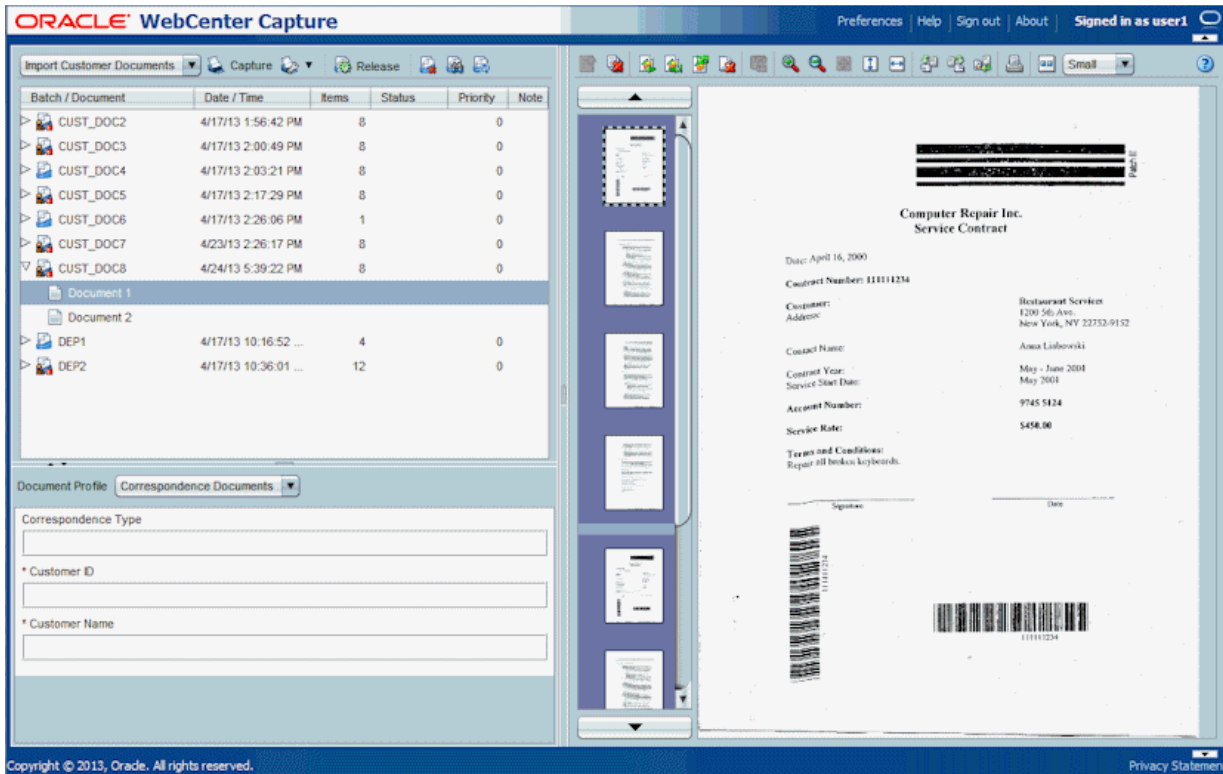 ORACLE WebCenter Capture
Preferences Help Sign out About Signed in as user1
Import Customer Documents Capture Release
Small
Batch / Document Date / Time Items Status Priority Note
CUST_DOC2 4/17/13 1:56:42 PM 8 0
CUST_DOC3 4/17/13 2:00:49 PM 8 0
CUST_DOC4 4/17/13 2:03:21 PM 8 0
CUST_DOC5 4/17/13 2:17:29 PM 8 0
CUST_DOC6 4/17/13 2:26:06 PM 1 0
CUST_DOC7 4/23/13 2:26:17 PM 8 0
CUST_DOC8 4/24/13 5:39:22 PM 8 0
Document 1
Document 2
DEP1 4/17/13 10:16:52 ... 4 0
DEP2 4/17/13 10:36:01 ... 12 0
Document Profile Correspondence Documents
Correspondence Type
* Customer ID
* Customer Name
Patch II
Computer Repair Inc.
Service Contract
Date: April 16, 2000
Contract Number: 111111234
Customer: Restaurant Services
Address: 1200 5th Ave.
New York, NY 22752-9152
Contact Name: Anna
Contract Year: May - June 2001
Service Start Date: May 2001
Account Number: 9745 5124
Service Rate: $450.00
Terms and Conditions:
Repair all broken keyboards.
Signature Date
111111234
111111234
Copyright © 2013, Oracle. All rights reserved.
Privacy Statemen